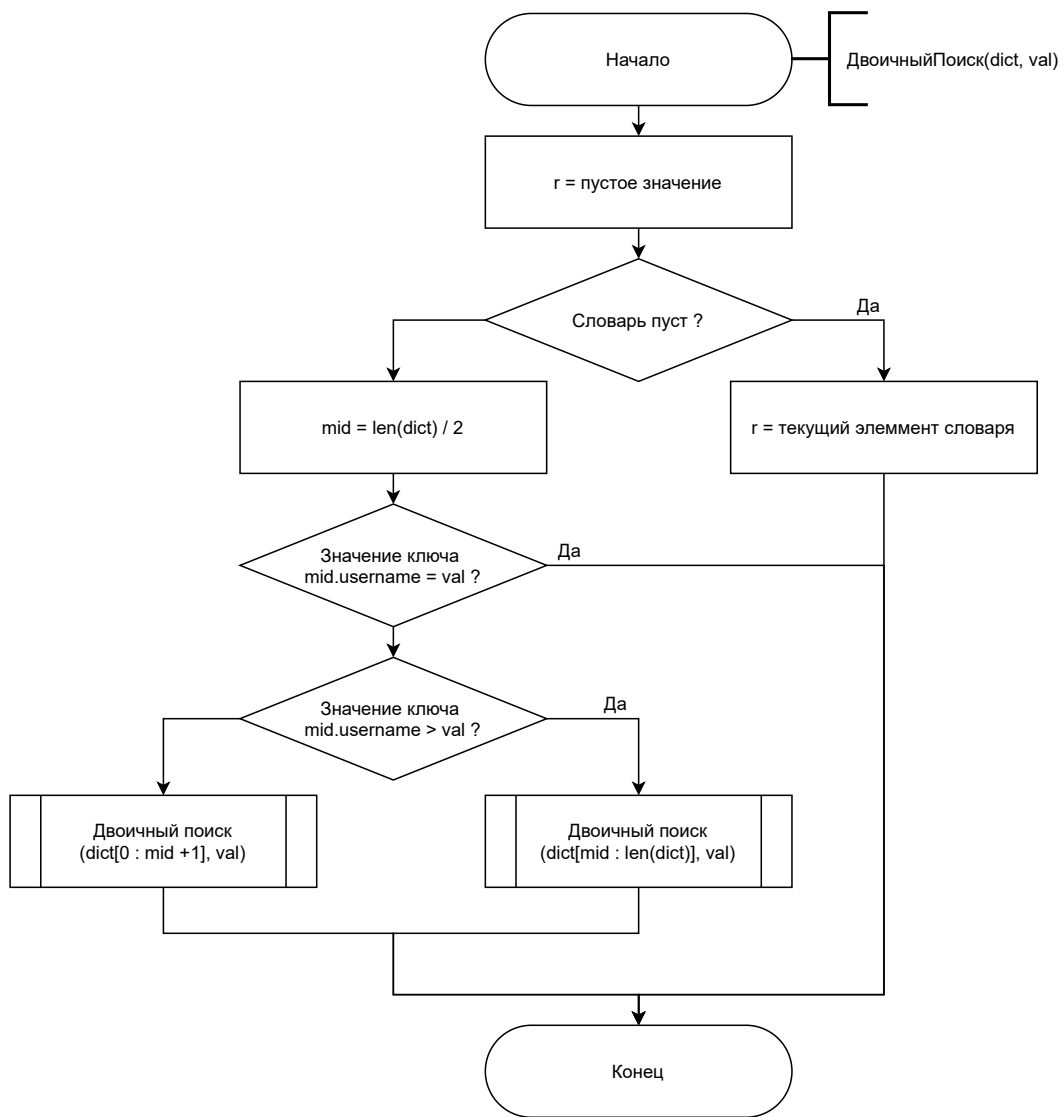 Начало
ДвоичныйПоиск(dict, val)
r = пустое значение
Словарь пуст ?
Да
mid = len(dict) / 2
r = текущий элеммент словаря
Значение ключа
mid.username = val ?
Да
Значение ключа
mid.username > val ?
Да
Двоичный поиск
(dict[0 : mid +1], val)
Двоичный поиск
(dict[mid : len(dict)], val)
Конец